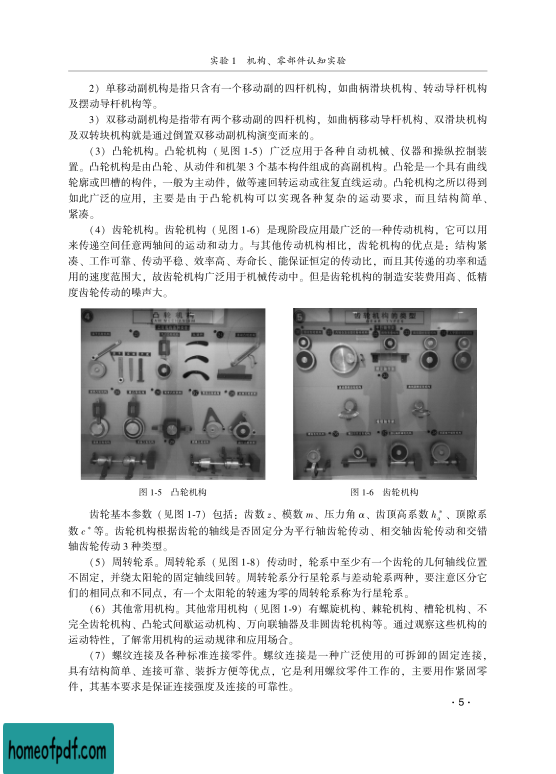 实验 1 机构、零部件认知实验
2）单移动副机构是指只含有一个移动副的四杆机构，如曲柄滑块机构、转动导杆机构
及摆动导杆机构等。
3）双移动副机构是指带有两个移动副的四杆机构，如曲柄移动导杆机构、双滑块机构
及双转块机构就是通过倒置双移动副机构演变而来的。
（3）凸轮机构。凸轮机构（见图 1-5）广泛应用于各种自动机械、仪器和操纵控制装
置。凸轮机构是由凸轮、从动件和机架 3 个基本构件组成的高副机构。凸轮是一个具有曲线
轮廓或凹槽的构件，一般为主动件，做等速回转运动或往复直线运动。凸轮机构之所以得到
如此广泛的应用，主要是由于凸轮机构可以实现各种复杂的运动要求，而且结构简单、
紧凑。
（4）齿轮机构。齿轮机构（见图 1-6）是现阶段应用最广泛的一种传动机构，它可以用
来传递空间任意两轴间的运动和动力。与其他传动机构相比，齿轮机构的优点是：结构紧
凑、工作可靠、传动平稳、效率高、寿命长、能保证恒定的传动比，而且其传递的功率和适
用的速度范围大，故齿轮机构广泛用于机械传动中。但是齿轮机构的制造安装费用高、低精
度齿轮传动的噪声大。
4 凸轮机构
5 齿轮机构类型
图 1-5 凸轮机构
图 1-6 齿轮机构
齿轮基本参数（见图 1-7）包括：齿数 z、模数 m、压力角 α、齿顶高系数 h*a、顶隙系
数 c*等。齿轮机构根据齿轮的轴线是否固定分为平行轴齿轮传动、相交轴齿轮传动和交错
轴齿轮传动 3 种类型。
（5）周转轮系。周转轮系（见图 1-8）传动时，轮系中至少有一个齿轮的几何轴线位置
不固定，并绕太阳轮的固定轴线回转。周转轮系分行星轮系与差动轮系两种，要注意区分它
们的相同点和不同点，有一个太阳轮的转速为零的周转轮系称为行星轮系。
（6）其他常用机构。其他常用机构（见图 1-9）有螺旋机构、棘轮机构、槽轮机构、不
完全齿轮机构、凸轮式间歇运动机构、万向联轴器及非圆齿轮机构等。通过观察这些机构的
运动特性，了解常用机构的运动规律和应用场合。
（7）螺纹连接及各种标准连接零件。螺纹连接是一种广泛使用的可拆卸的固定连接，
具有结构简单、连接可靠、装拆方便等优点，它是利用螺纹零件工作的，主要用作紧固零
件，其基本要求是保证连接强度及连接的可靠性。
·5·
homeofpdf.com